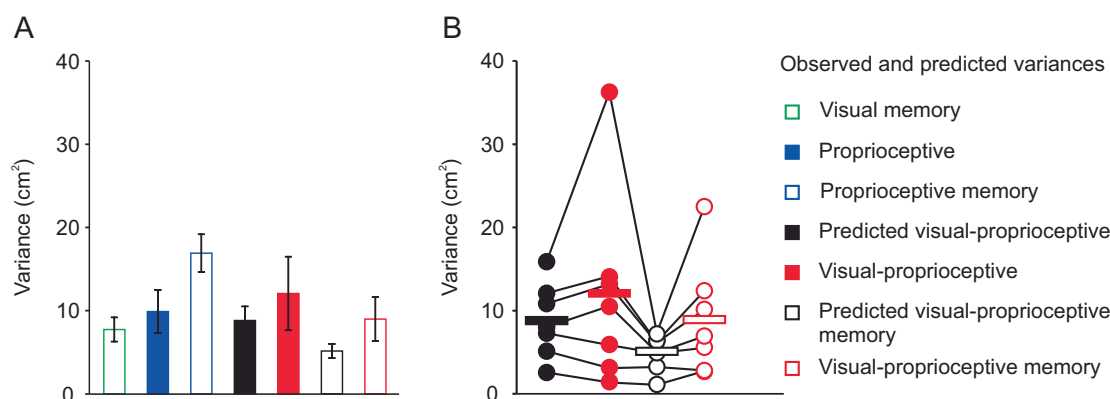 A
B
Variance (cm²)
40
30
20
10
0
Variance (cm²)
40
30
20
10
0
Observed and predicted variances
Visual memory
Proprioceptive
Proprioceptive memory
Predicted visual-proprioceptive
Visual-proprioceptive
Predicted visual-proprioceptive
memory
Visual-proprioceptive memory